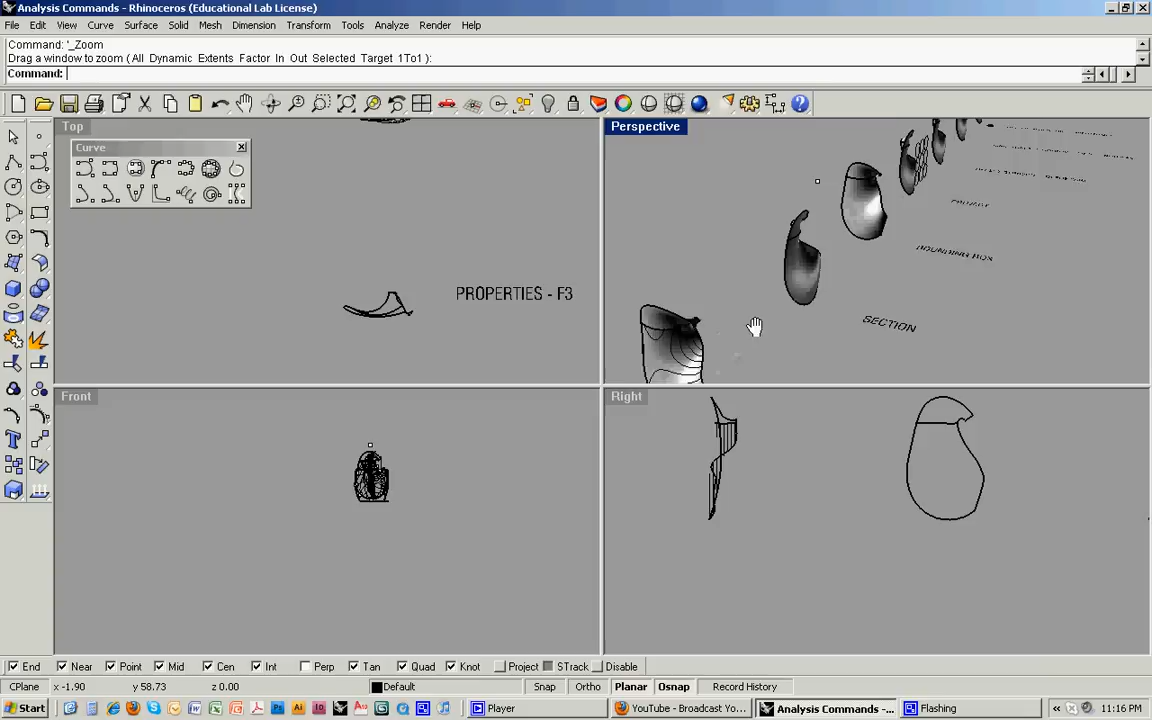 Analysis Commands - Rhinoceros (Educational Lab License)
File Edit View Curve Surface Solid Mesh Dimension Transform Tools Analyze Render Help
Command: '_Zoom
Drag a window to zoom ( All Dynamic Extents Factor In Out Selected Target 1To1 ):
Command:
Top
Perspective
Curve
BOUNDING BOX
PROPERTIES - F3
SECTION
Front
Right
End Near Point Mid Cen Int Perp Tan Quad Knot Project STrack Disable
CPlane x -1.90 y 58.73 z 0.00 Default Snap Ortho Planar Osnap Record History
Start Player YouTube - Broadcast Yo... Analysis Commands -... Flashing « 11:16 PM